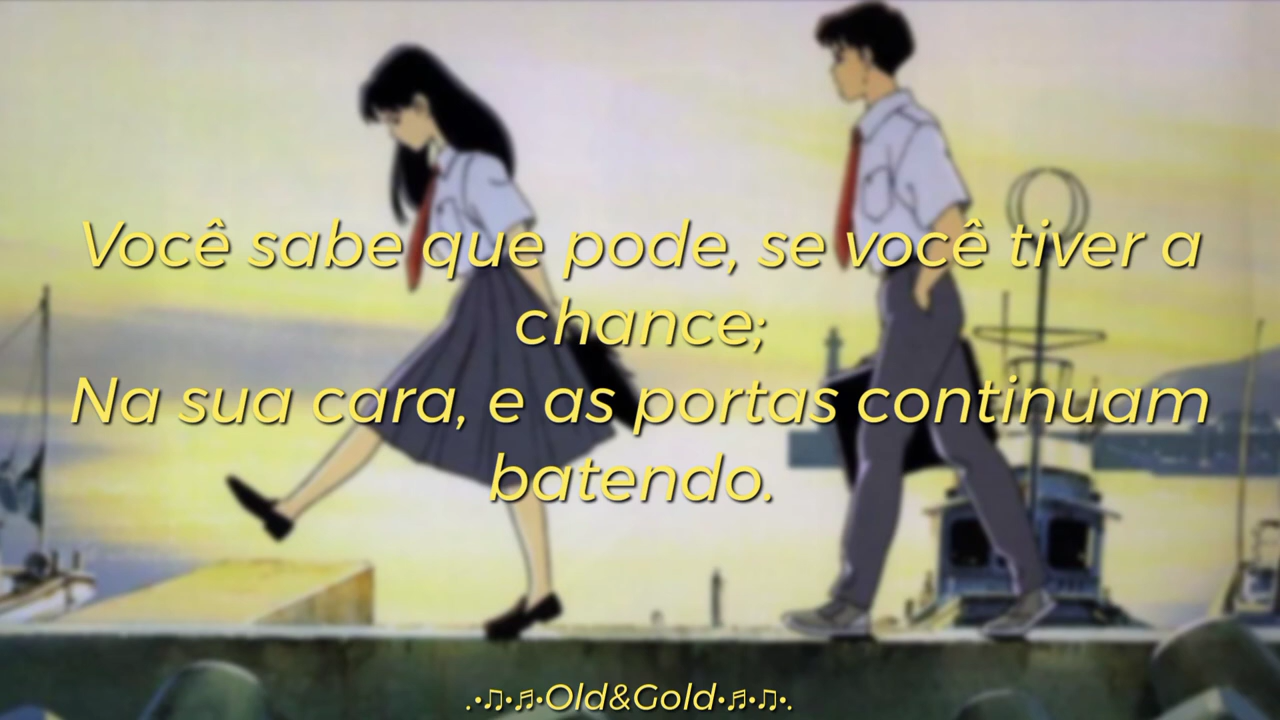 Você sabe que pode, se você tiver a
chance;
Na sua cara, e as portas continuam
batendo.
.•♫•♬•Old&Gold•♬•♫•.